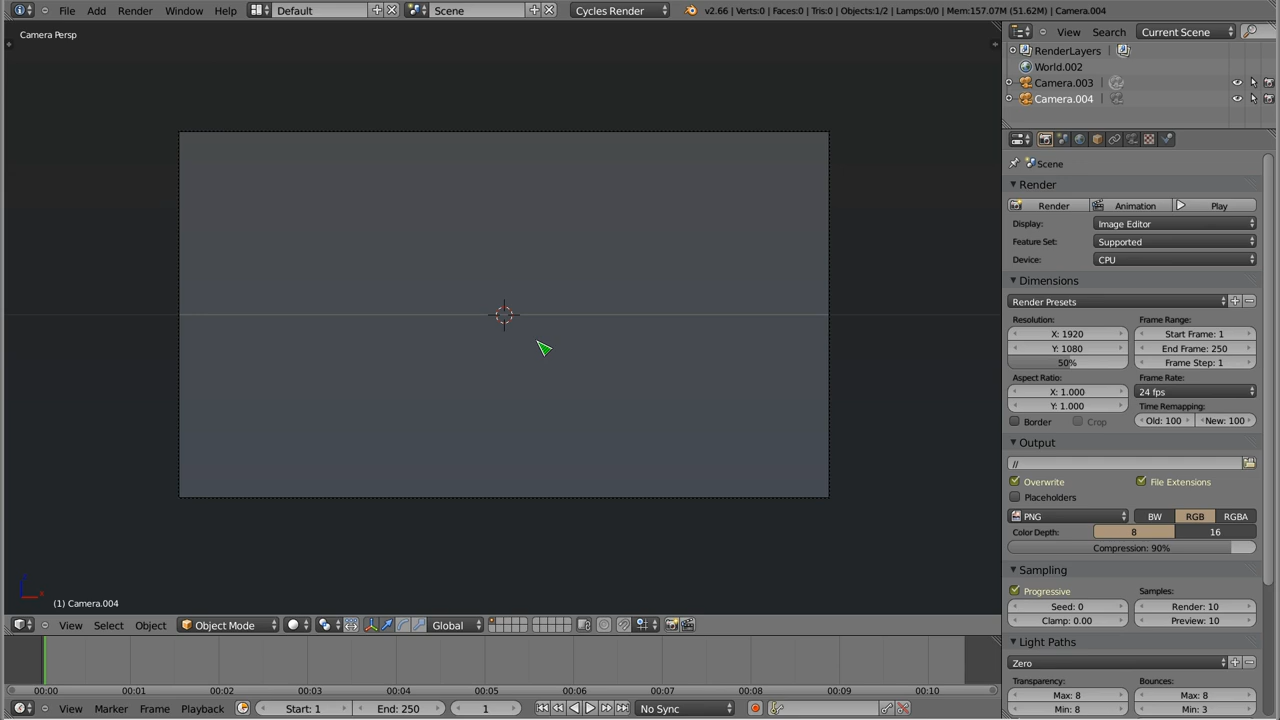 File Add Render Window Help Default Scene Cycles Render v2.66 | Verts:0 | Faces:0 | Tris:0 | Objects:1/2 | Lamps:0/0 | Mem:157.07M (51.62M) | Camera.004
Camera Persp
View Search Current Scene
RenderLayers
World.002
Camera.003
Camera.004
Scene
Render
Render Animation Play
Display: Image Editor
Feature Set: Supported
Device: CPU
Dimensions
Render Presets
Resolution: Frame Range:
X: 1920 Start Frame: 1
Y: 1080 End Frame: 250
50% Frame Step: 1
Aspect Ratio: Frame Rate:
X: 1.000 24 fps
Y: 1.000 Time Remapping:
Border Crop Old: 100 New: 100
Output
//
Overwrite File Extensions
Placeholders
PNG BW RGB RGBA
Color Depth: 8 16
Compression: 90%
Sampling
Progressive Samples:
Seed: 0 Render: 10
Clamp: 0.00 Preview: 10
Light Paths
Zero
Transparency: Bounces:
Max: 8 Max: 8
Min: 8 Min: 3
(1) Camera.004
View Select Object Object Mode Global
00:00 00:01 00:02 00:03 00:04 00:05 00:06 00:07 00:08 00:09 00:10
View Marker Frame Playback Start: 1 End: 250 1 No Sync